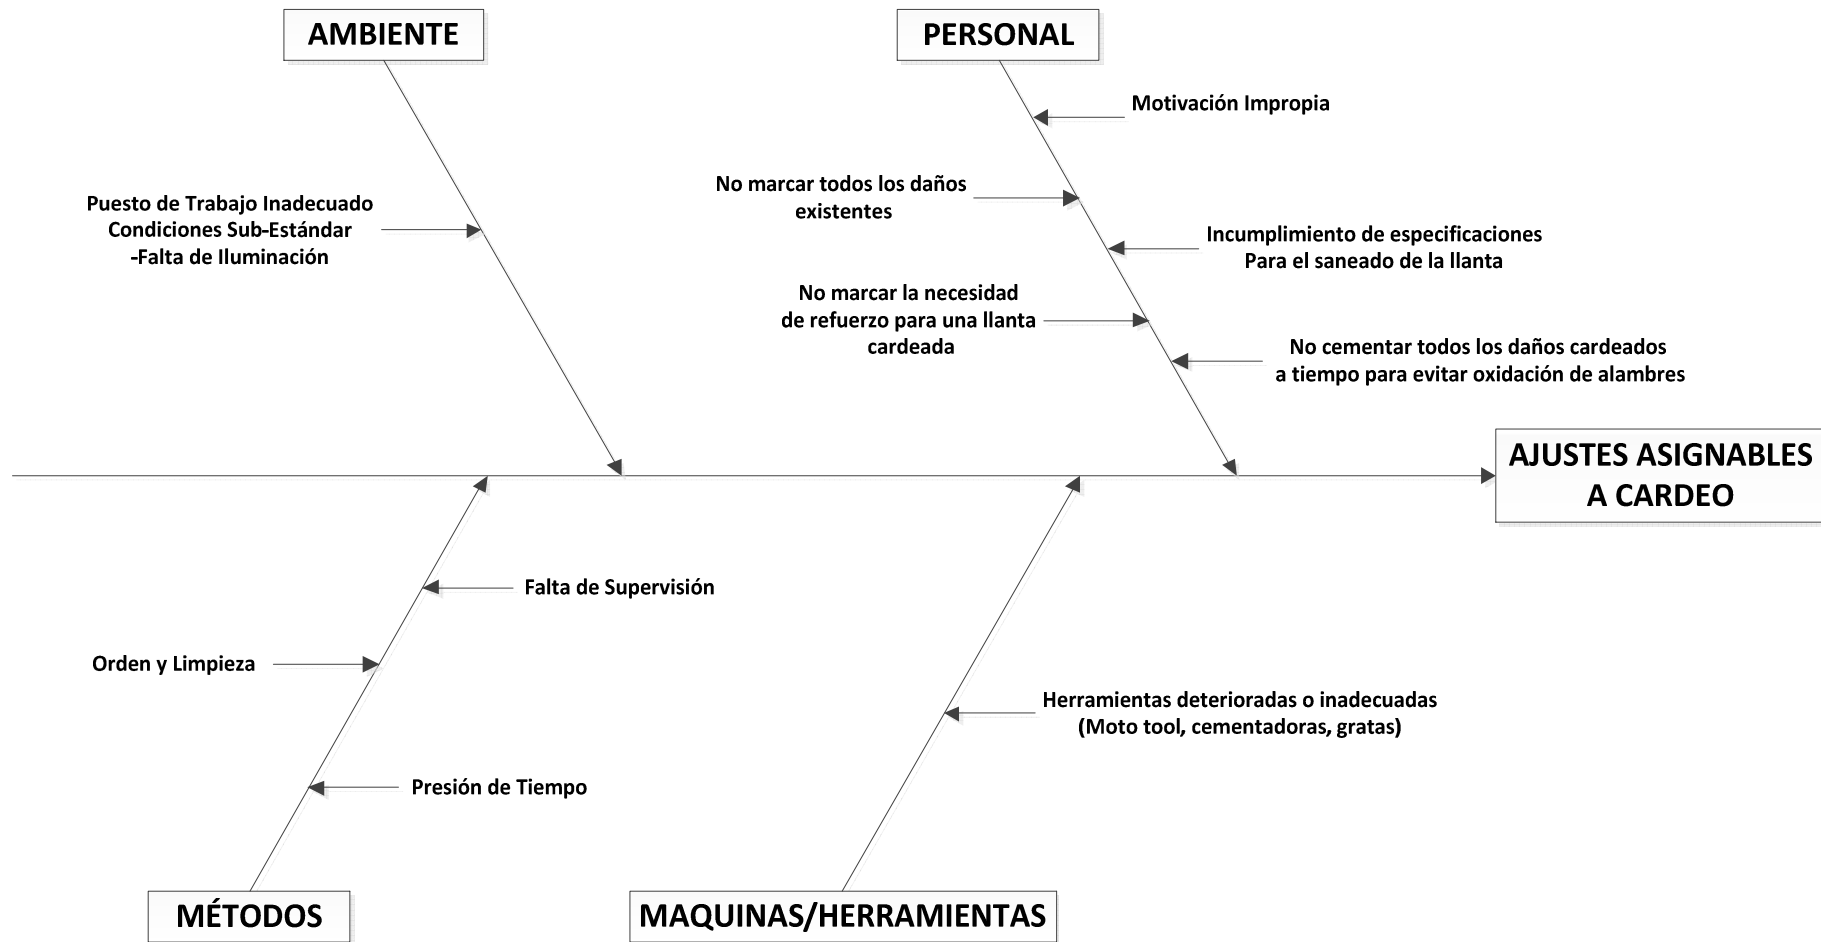 AMBIENTE
PERSONAL
Motivación Impropia
No marcar todos los daños
existentes
Puesto de Trabajo Inadecuado
Condiciones Sub-Estándar
-Falta de Iluminación
Incumplimiento de especificaciones
Para el saneado de la llanta
No marcar la necesidad
de refuerzo para una llanta
cardeada
No cementar todos los daños cardeados
a tiempo para evitar oxidación de alambres
AJUSTES ASIGNABLES
A CARDEO
Falta de Supervisión
Orden y Limpieza
Herramientas deterioradas o inadecuadas
(Moto tool, cementadoras, gratas)
Presión de Tiempo
MÉTODOS
MAQUINAS/HERRAMIENTAS